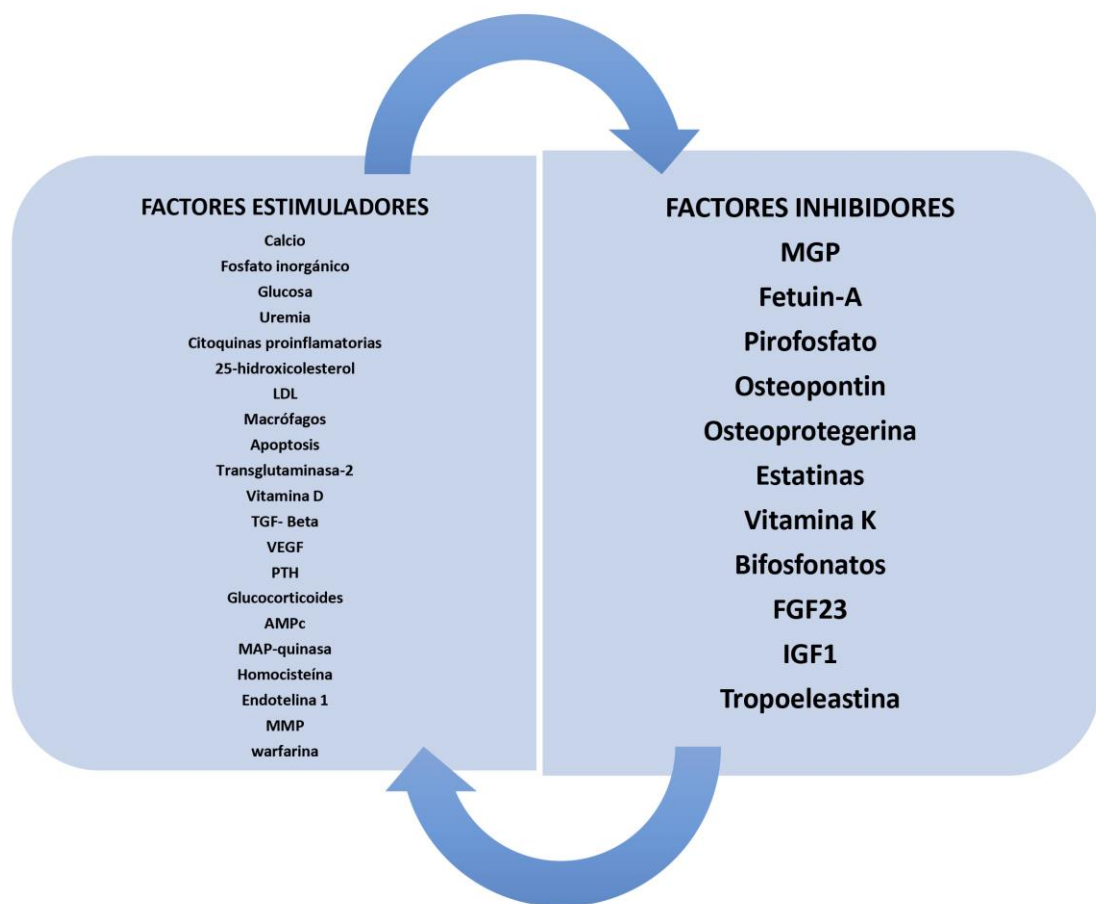 FACTORES ESTIMULADORES
Calcio
Fosfato inorgánico
Glucosa
Uremia
Citoquinas proinflamatorias
25-hidroxicolesterol
LDL
Macrófagos
Apoptosis
Transglutaminasa-2
Vitamina D
TGF- Beta
VEGF
PTH
Glucocorticoides
AMPc
MAP-quinasa
Homocisteína
Endotelina 1
MMP
warfarina
FACTORES INHIBIDORES
MGP
Fetuin-A
Pirofosfato
Osteopontin
Osteoprotegerina
Estatinas
Vitamina K
Bifosfonatos
FGF23
IGF1
Tropoeleastina